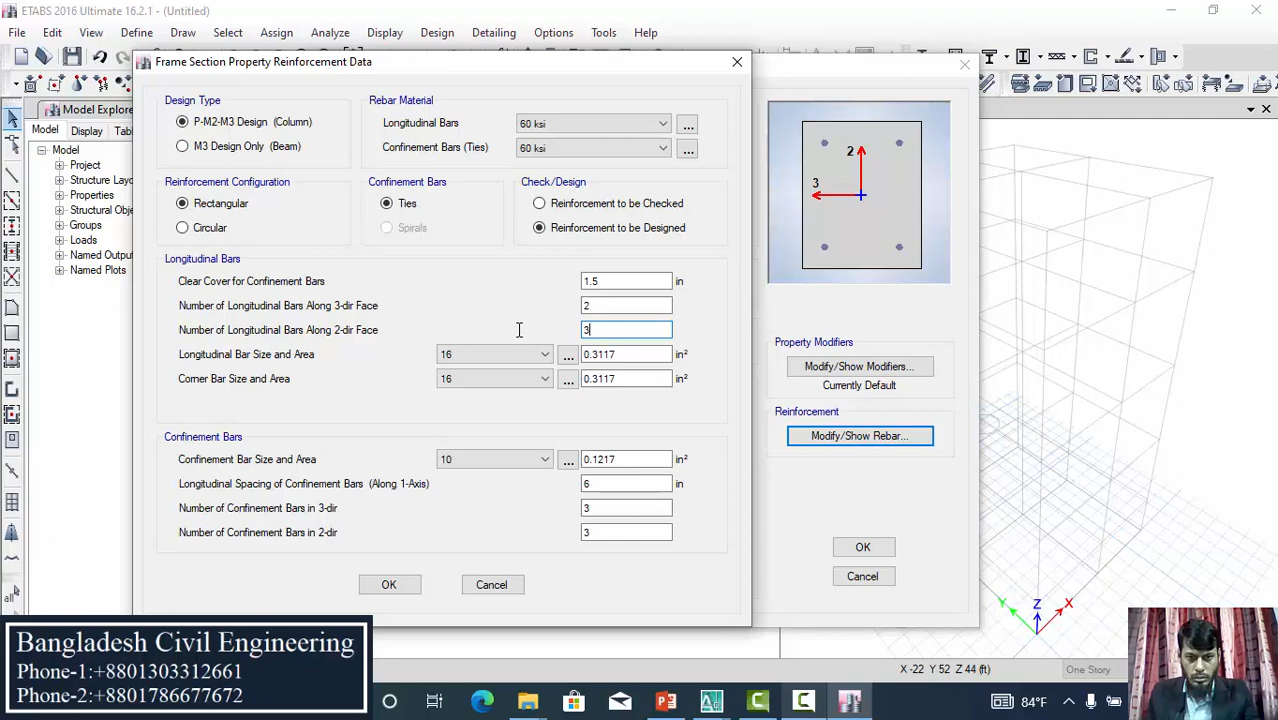 ETABS 2016 Ultimate 16.2.1 - (Untitled)
File Edit View Define Draw Select Assign Analyze Display Design Detailing Options Tools Help
Frame Section Property Reinforcement Data
Model Explorer
Model Display
Model
Project
Structure
Properties
Structural
Groups
Loads
Named
Named Plots
Design Type
P-M2-M3 Design (Column)
M3 Design Only (Beam)
Rebar Material
Longitudinal Bars 60 ksi ...
Confinement Bars (Ties) 60 ksi ...
Reinforcement Configuration
Rectangular
Circular
Confinement Bars
Ties
Spirals
Check/Design
Reinforcement to be Checked
Reinforcement to be Designed
Longitudinal Bars
Clear Cover for Confinement Bars 1.5 in
Number of Longitudinal Bars Along 3-dir Face 2
Number of Longitudinal Bars Along 2-dir Face 3
Longitudinal Bar Size and Area 16 ... 0.3117 in²
Corner Bar Size and Area 16 ... 0.3117 in²
Confinement Bars
Confinement Bar Size and Area 10 ... 0.1217 in²
Longitudinal Spacing of Confinement Bars (Along 1-Axis) 6 in
Number of Confinement Bars in 3-dir 3
Number of Confinement Bars in 2-dir 3
OK Cancel
2
3
Property Modifiers
Modify/Show Modifiers...
Currently Default
Reinforcement
Modify/Show Rebar...
OK
Cancel
Y Z X
X -22 Y 52 Z 44 (ft) One Story
Bangladesh Civil Engineering
Phone-1:+8801303312661
Phone-2:+8801786677672
84°F